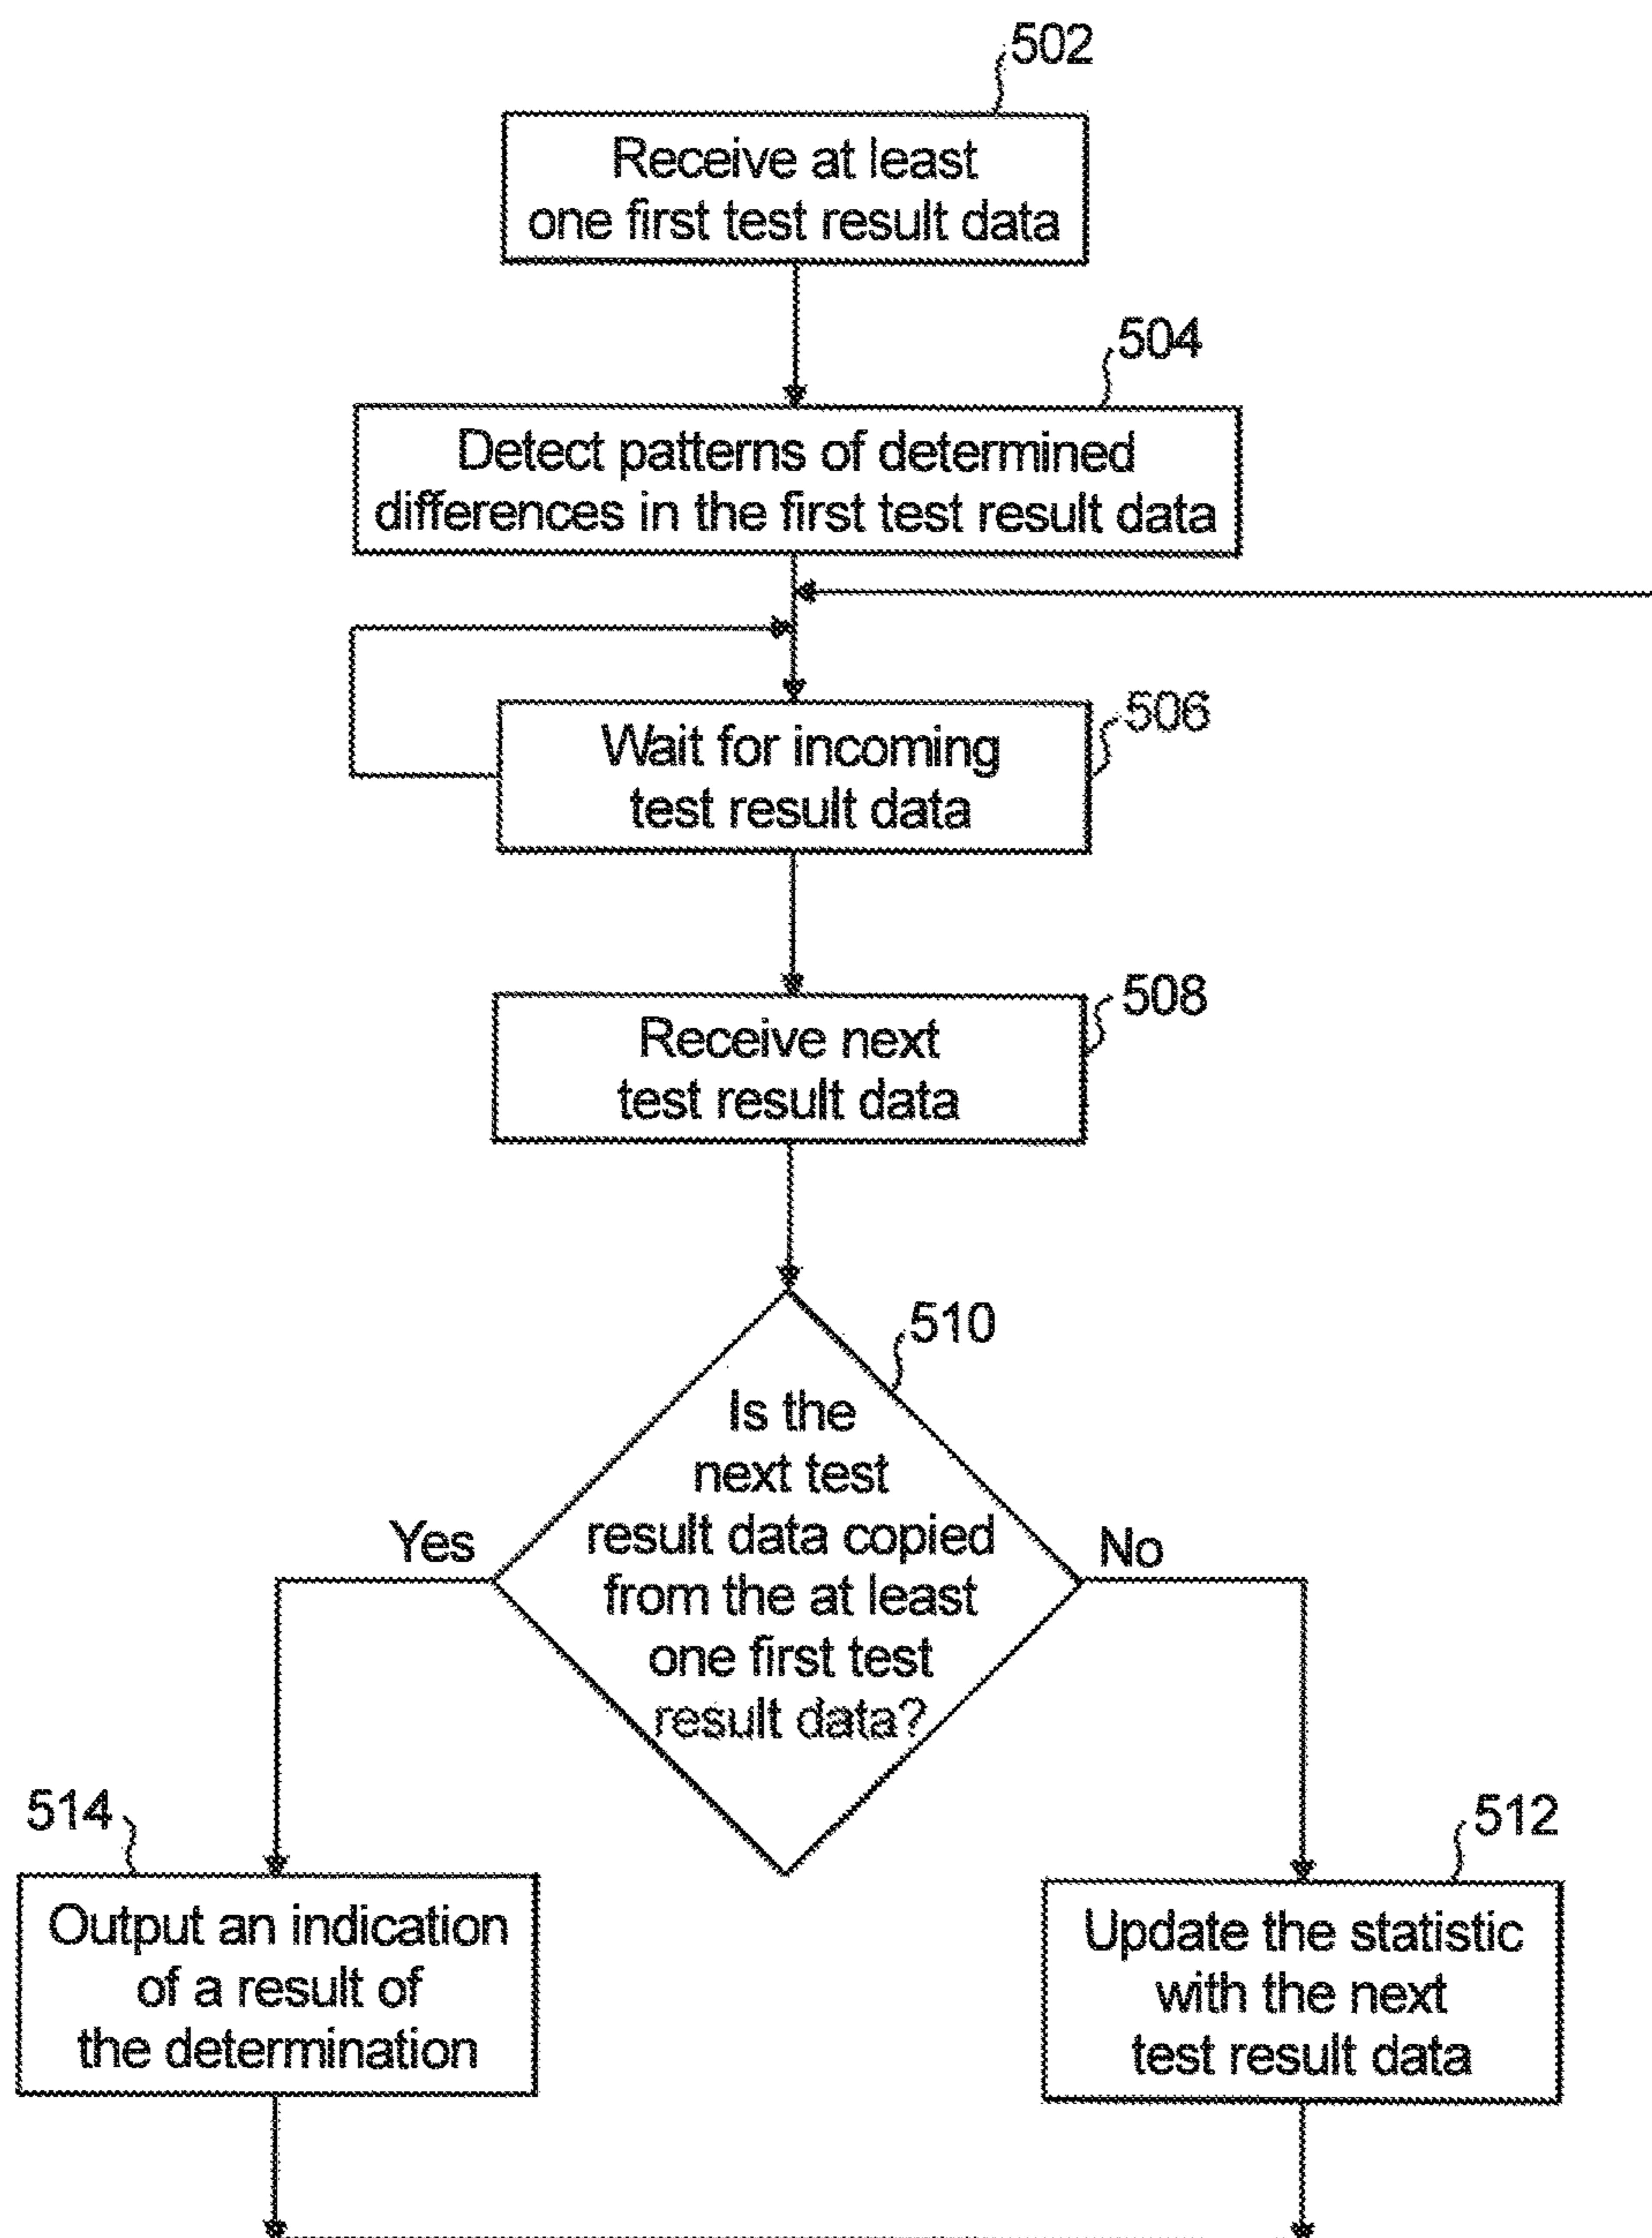 502
Receive at least
one first test result data
504
Detect patterns of determined
differences in the first test result data
506
Wait for incoming
test result data
508
Receive next
test result data
510
Is the
next test
result data copied
from the at least
one first test
result data?
Yes
No
514
Output an indication
of a result of
the determination
512
Update the statistic
with the next
test result data